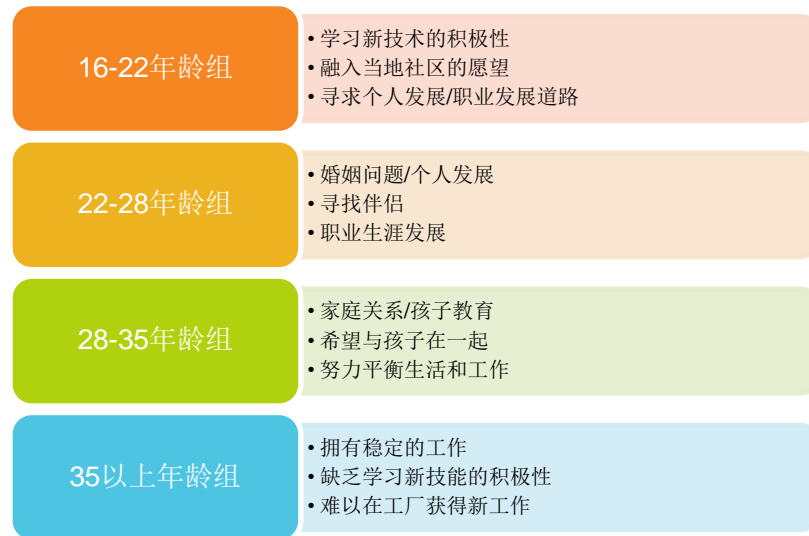 16-22年龄组
• 学习新技术的积极性
• 融入当地社区的愿望
• 寻求个人发展/职业发展道路
22-28年龄组
• 婚姻问题/个人发展
• 寻找伴侣
• 职业生涯发展
28-35年龄组
• 家庭关系/孩子教育
• 希望与孩子在一起
• 努力平衡生活和工作
35以上年龄组
• 拥有稳定的工作
• 缺乏学习新技能的积极性
• 难以在工厂获得新工作